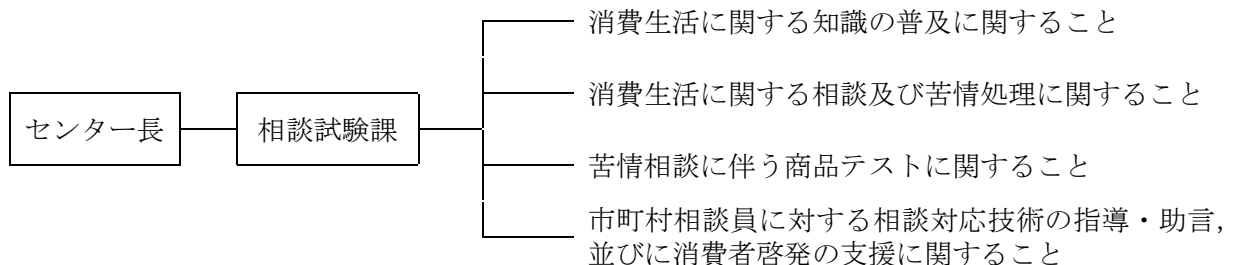 消費生活に関する知識の普及に関すること
消費生活に関する相談及び苦情処理に関すること
センター長
相談試験課
苦情相談に伴う商品テストに関すること
市町村相談員に対する相談対応技術の指導・助言,
並びに消費者啓発の支援に関すること